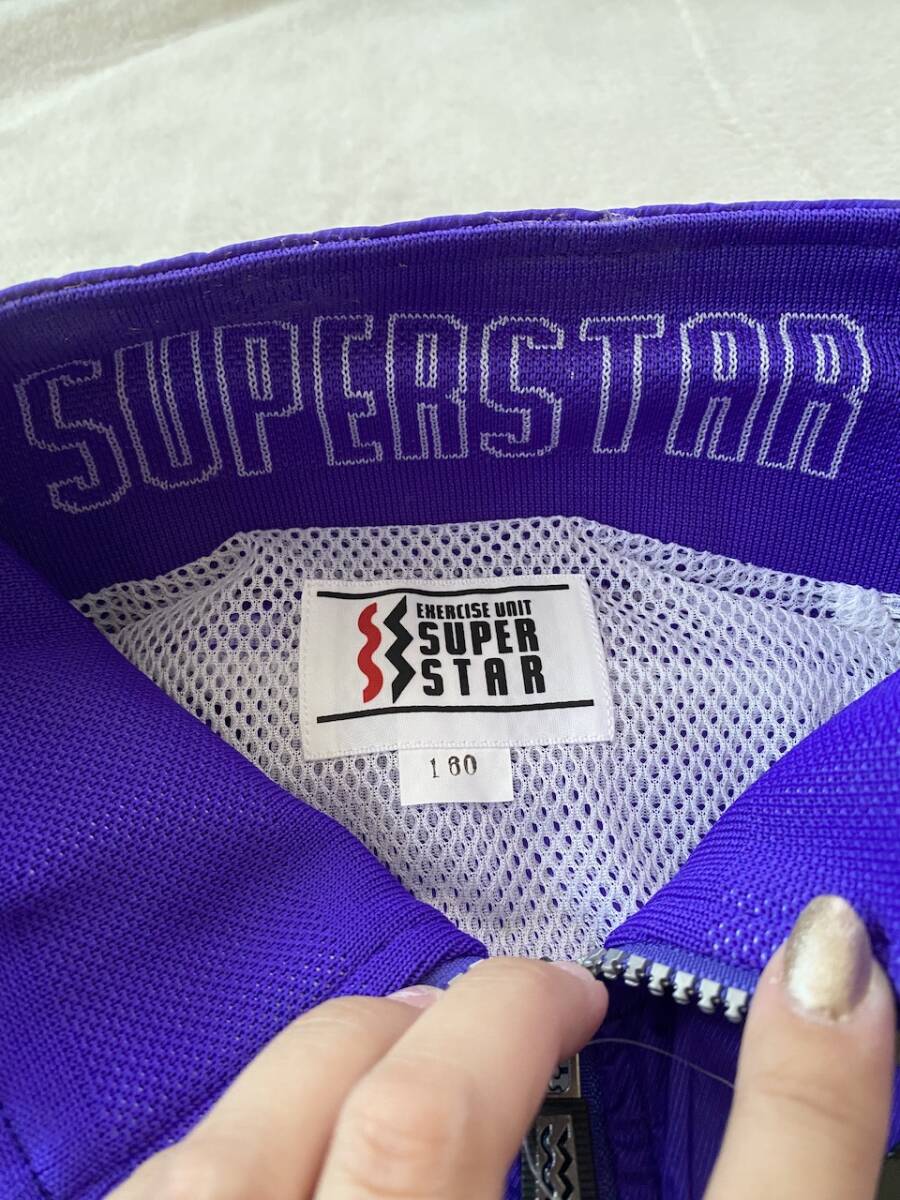 SUPERSTAR
EXERCISE UNIT
SUPER
STAR
160